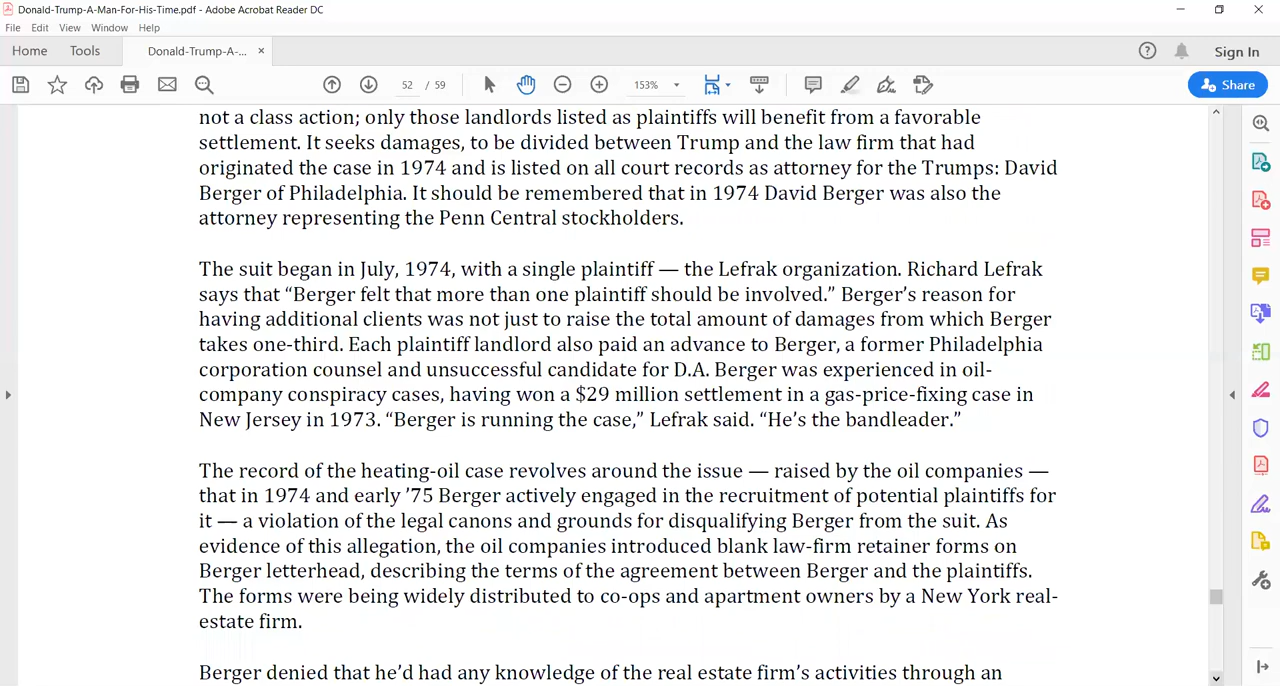 Donald-Trump-A-Man-For-His-Time.pdf - Adobe Acrobat Reader DC
File Edit View Window Help
Home Tools Donald-Trump-A-... × Sign In
52 / 59 153% Share
not a class action; only those landlords listed as plaintiffs will benefit from a favorable
settlement. It seeks damages, to be divided between Trump and the law firm that had
originated the case in 1974 and is listed on all court records as attorney for the Trumps: David
Berger of Philadelphia. It should be remembered that in 1974 David Berger was also the
attorney representing the Penn Central stockholders.
The suit began in July, 1974, with a single plaintiff — the Lefrak organization. Richard Lefrak
says that “Berger felt that more than one plaintiff should be involved.” Berger’s reason for
having additional clients was not just to raise the total amount of damages from which Berger
takes one-third. Each plaintiff landlord also paid an advance to Berger, a former Philadelphia
corporation counsel and unsuccessful candidate for D.A. Berger was experienced in oil-
company conspiracy cases, having won a $29 million settlement in a gas-price-fixing case in
New Jersey in 1973. “Berger is running the case,” Lefrak said. “He’s the bandleader.”
The record of the heating-oil case revolves around the issue — raised by the oil companies —
that in 1974 and early ’75 Berger actively engaged in the recruitment of potential plaintiffs for
it — a violation of the legal canons and grounds for disqualifying Berger from the suit. As
evidence of this allegation, the oil companies introduced blank law-firm retainer forms on
Berger letterhead, describing the terms of the agreement between Berger and the plaintiffs.
The forms were being widely distributed to co-ops and apartment owners by a New York real-
estate firm.
Berger denied that he’d had any knowledge of the real estate firm’s activities through an